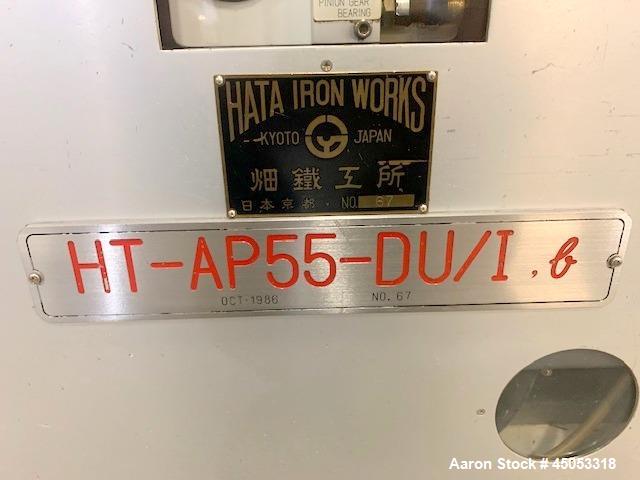 PINION GEAR
BEARING
HATA IRON WORKS
KYOTO JAPAN
畑鐵工所
日本京都 · NO. 67
HT-AP55-DU/I, b
OCT·1986 NO. 67
Aaron Stock # 45053318